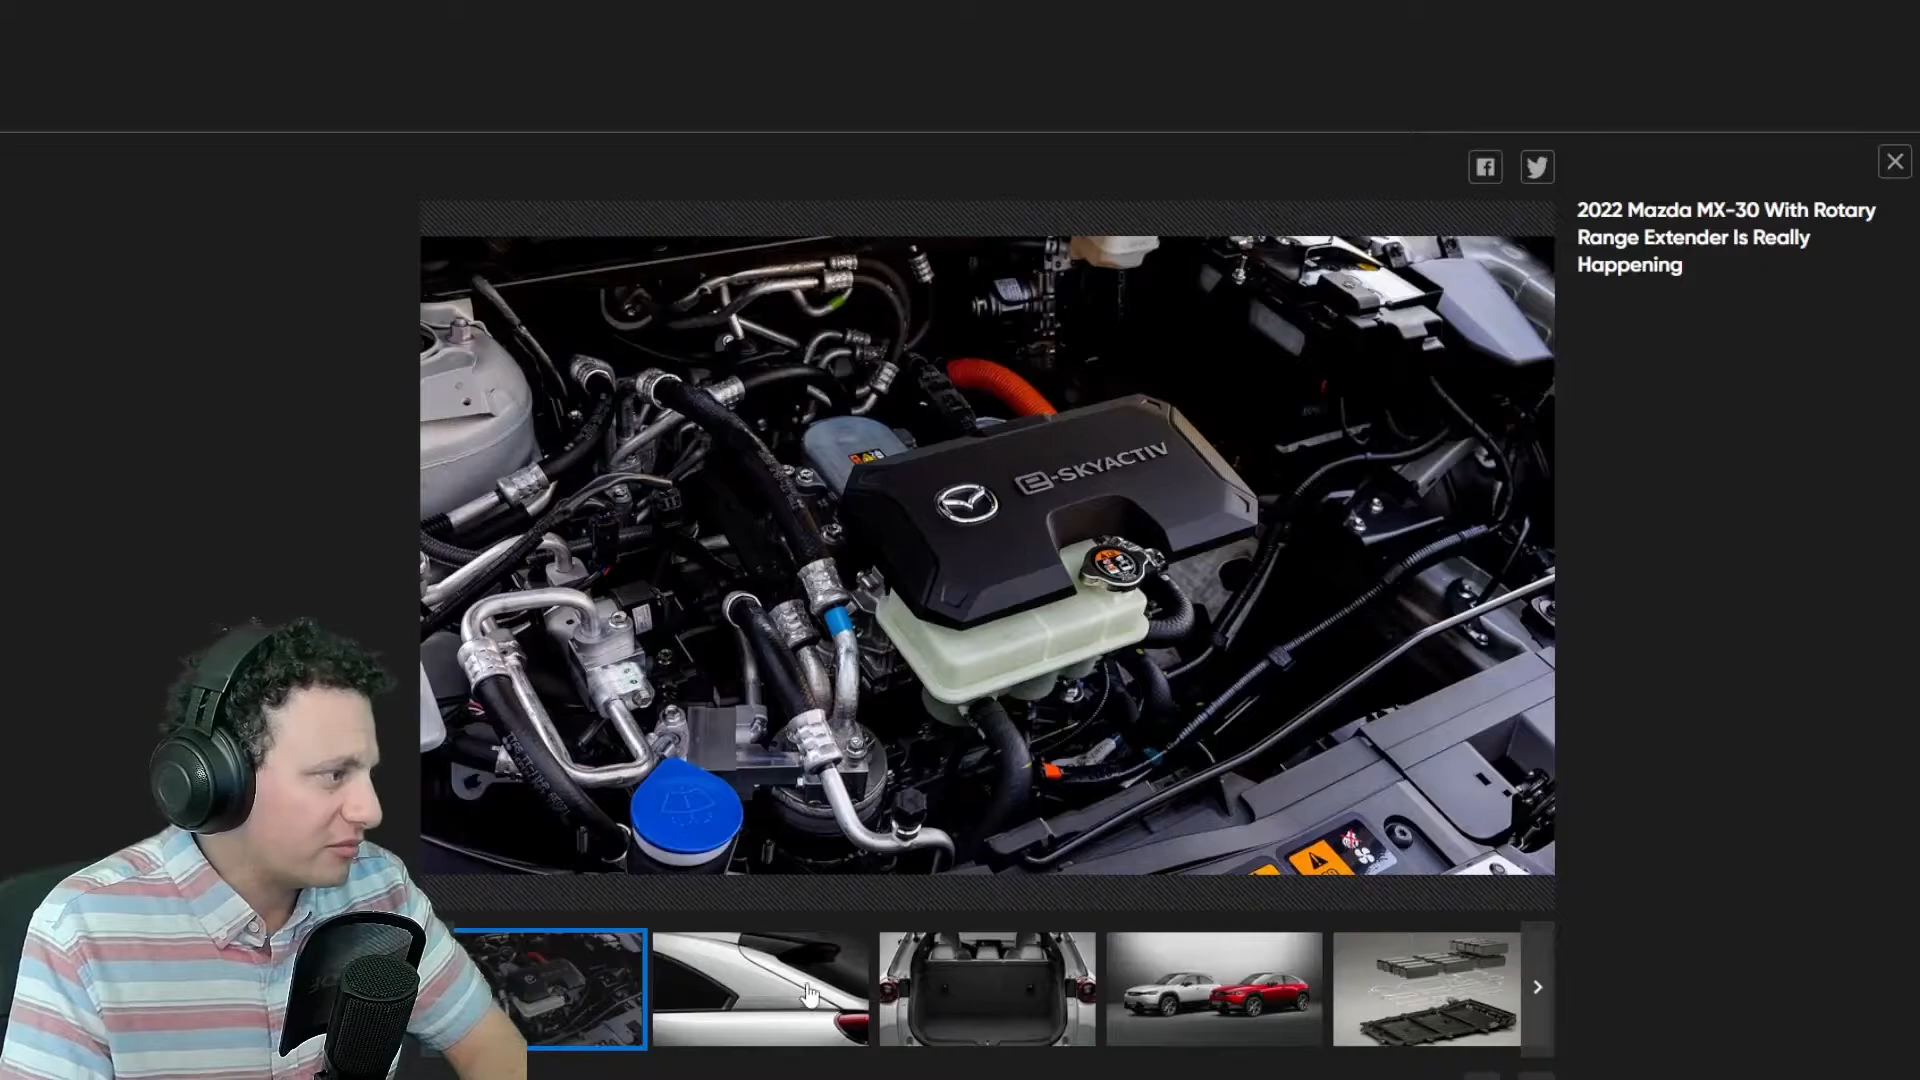 2022 Mazda MX-30 With Rotary
Range Extender Is Really
Happening
e-SKYACTIV